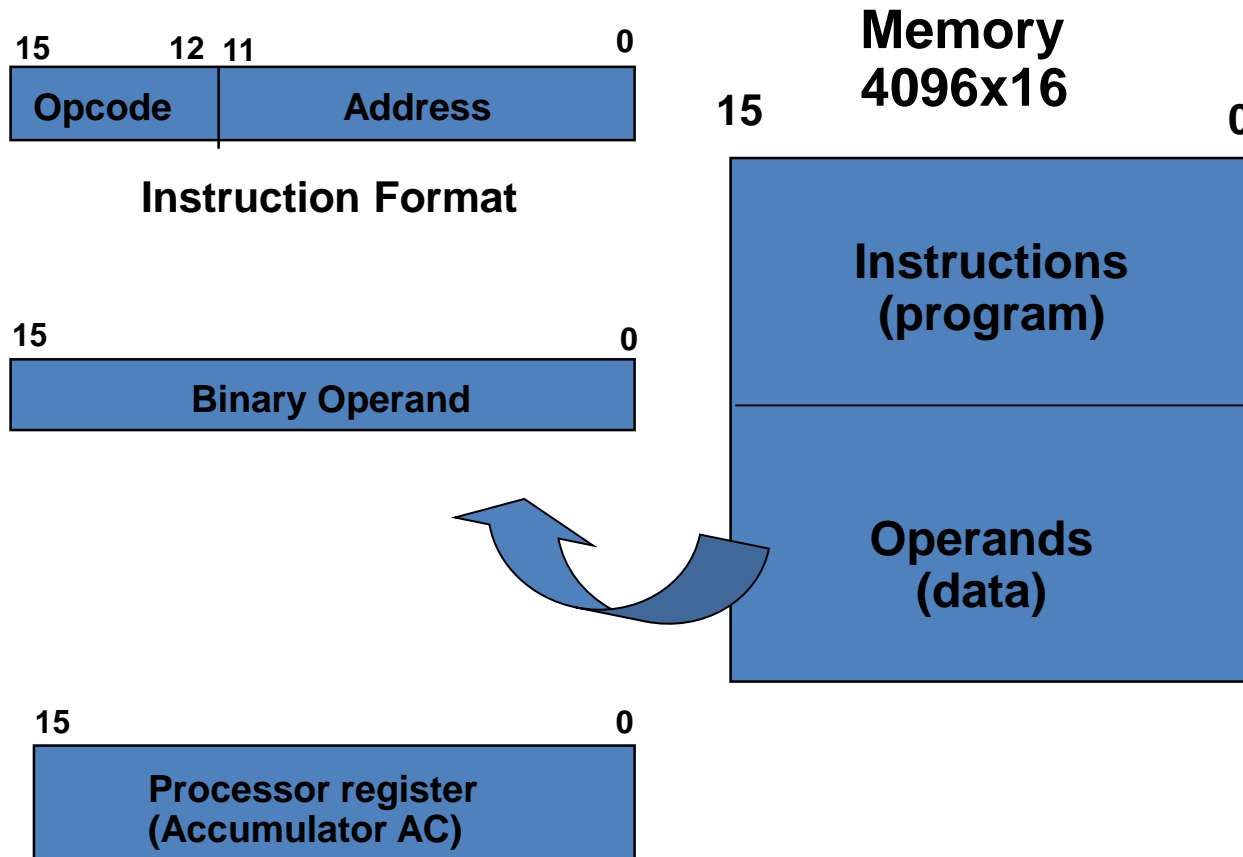 15 12 11 0
Opcode Address
Instruction Format
15 0
Binary Operand
Memory
4096x16
15 0
Instructions
(program)
Operands
(data)
15 0
Processor register
(Accumulator AC)